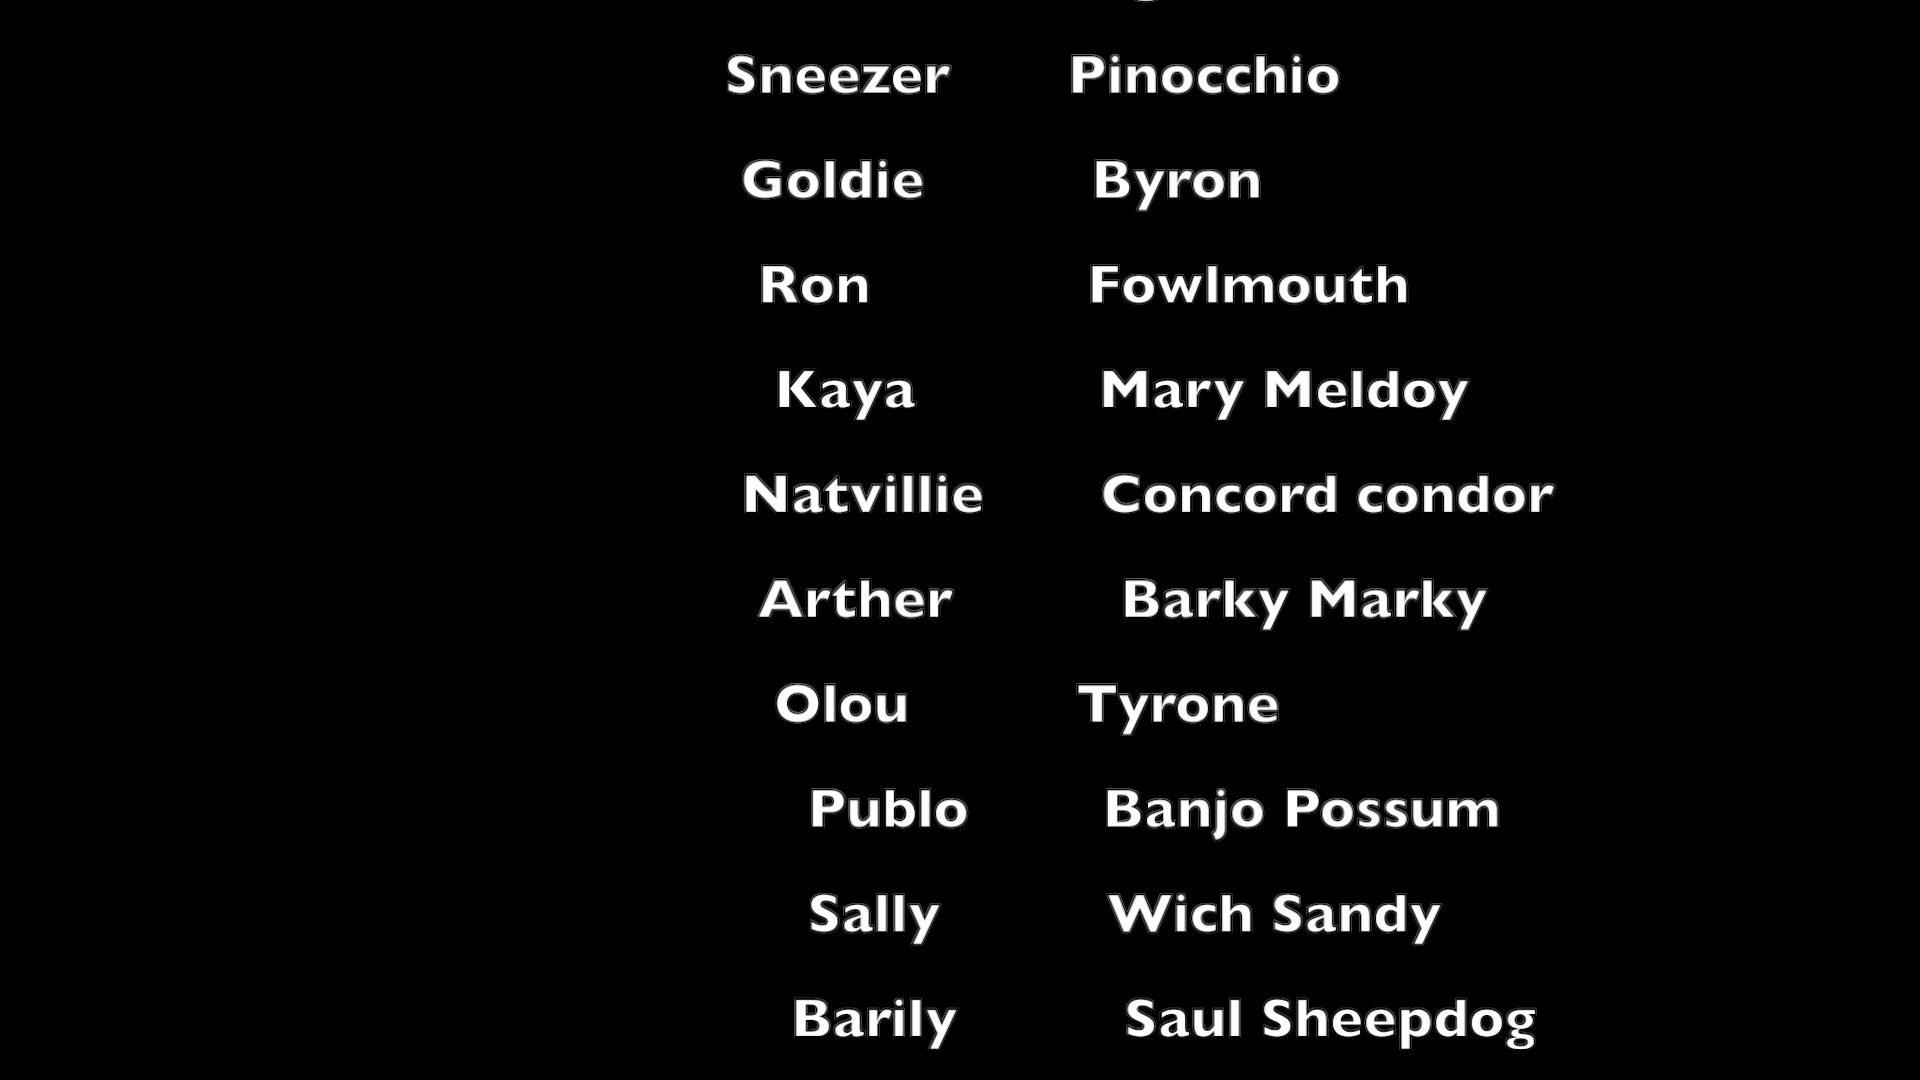 Sneezer Pinocchio
Goldie Byron
Ron Fowlmouth
Kaya Mary Meldoy
Natvillie Concord condor
Arther Barky Marky
Olou Tyrone
Publo Banjo Possum
Sally Wich Sandy
Barily Saul Sheepdog